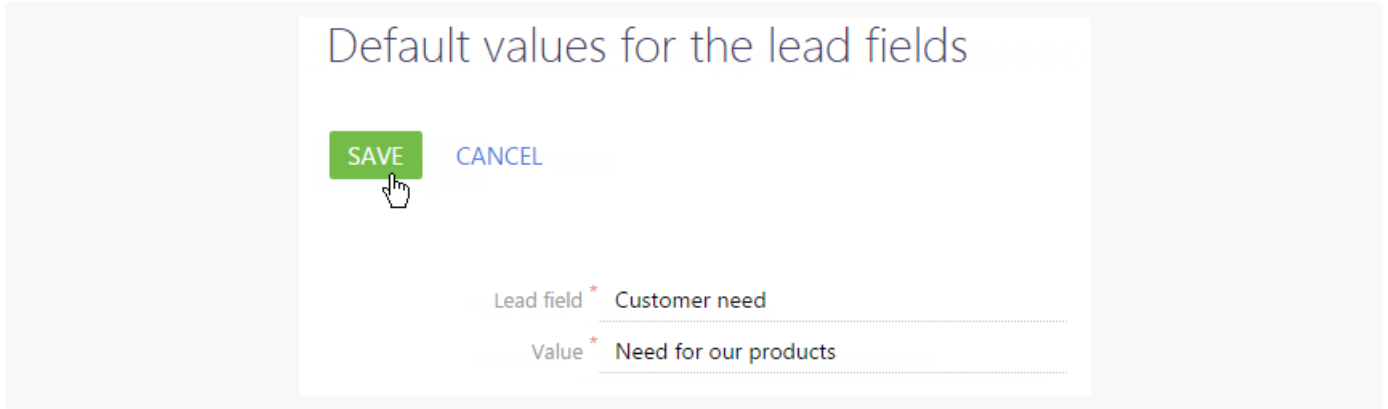 Default values for the lead fields
SAVE CANCEL
Lead field * Customer need
Value * Need for our products